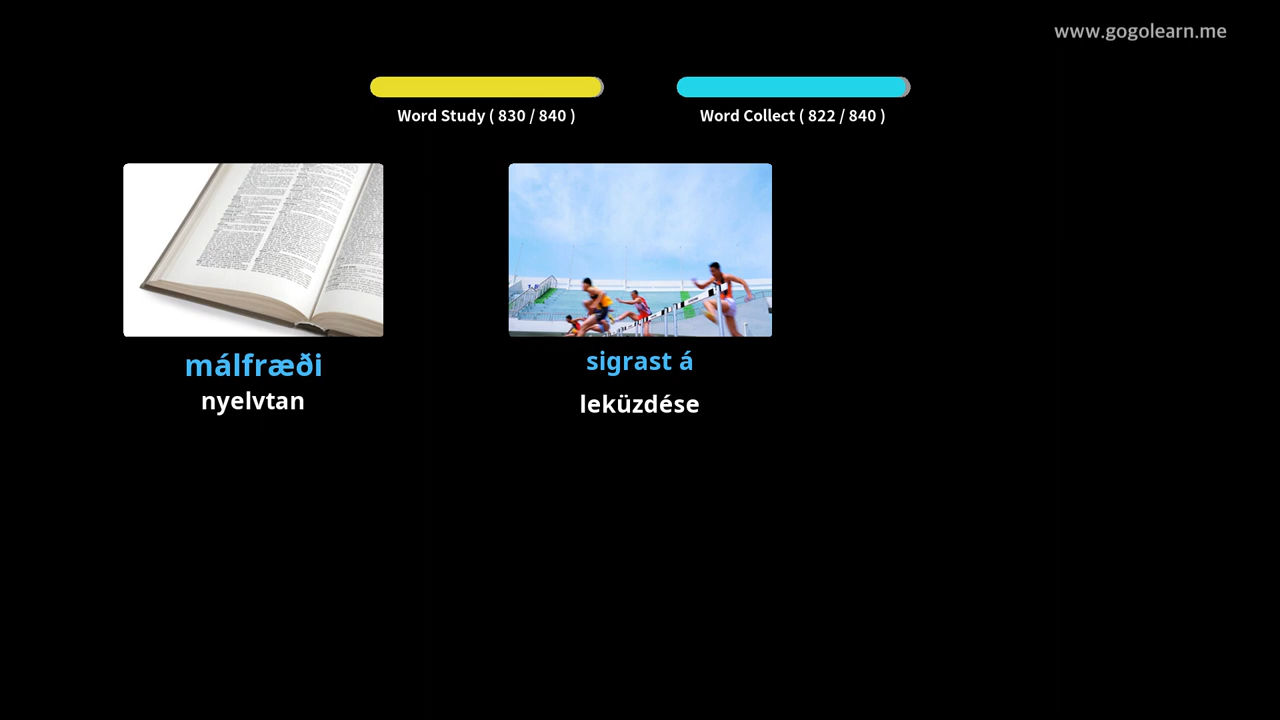 www.gogolearn.me
Word Study ( 830 / 840 )
Word Collect ( 822 / 840 )
málfræði
nyelvtan
sigrast á
leküzdése